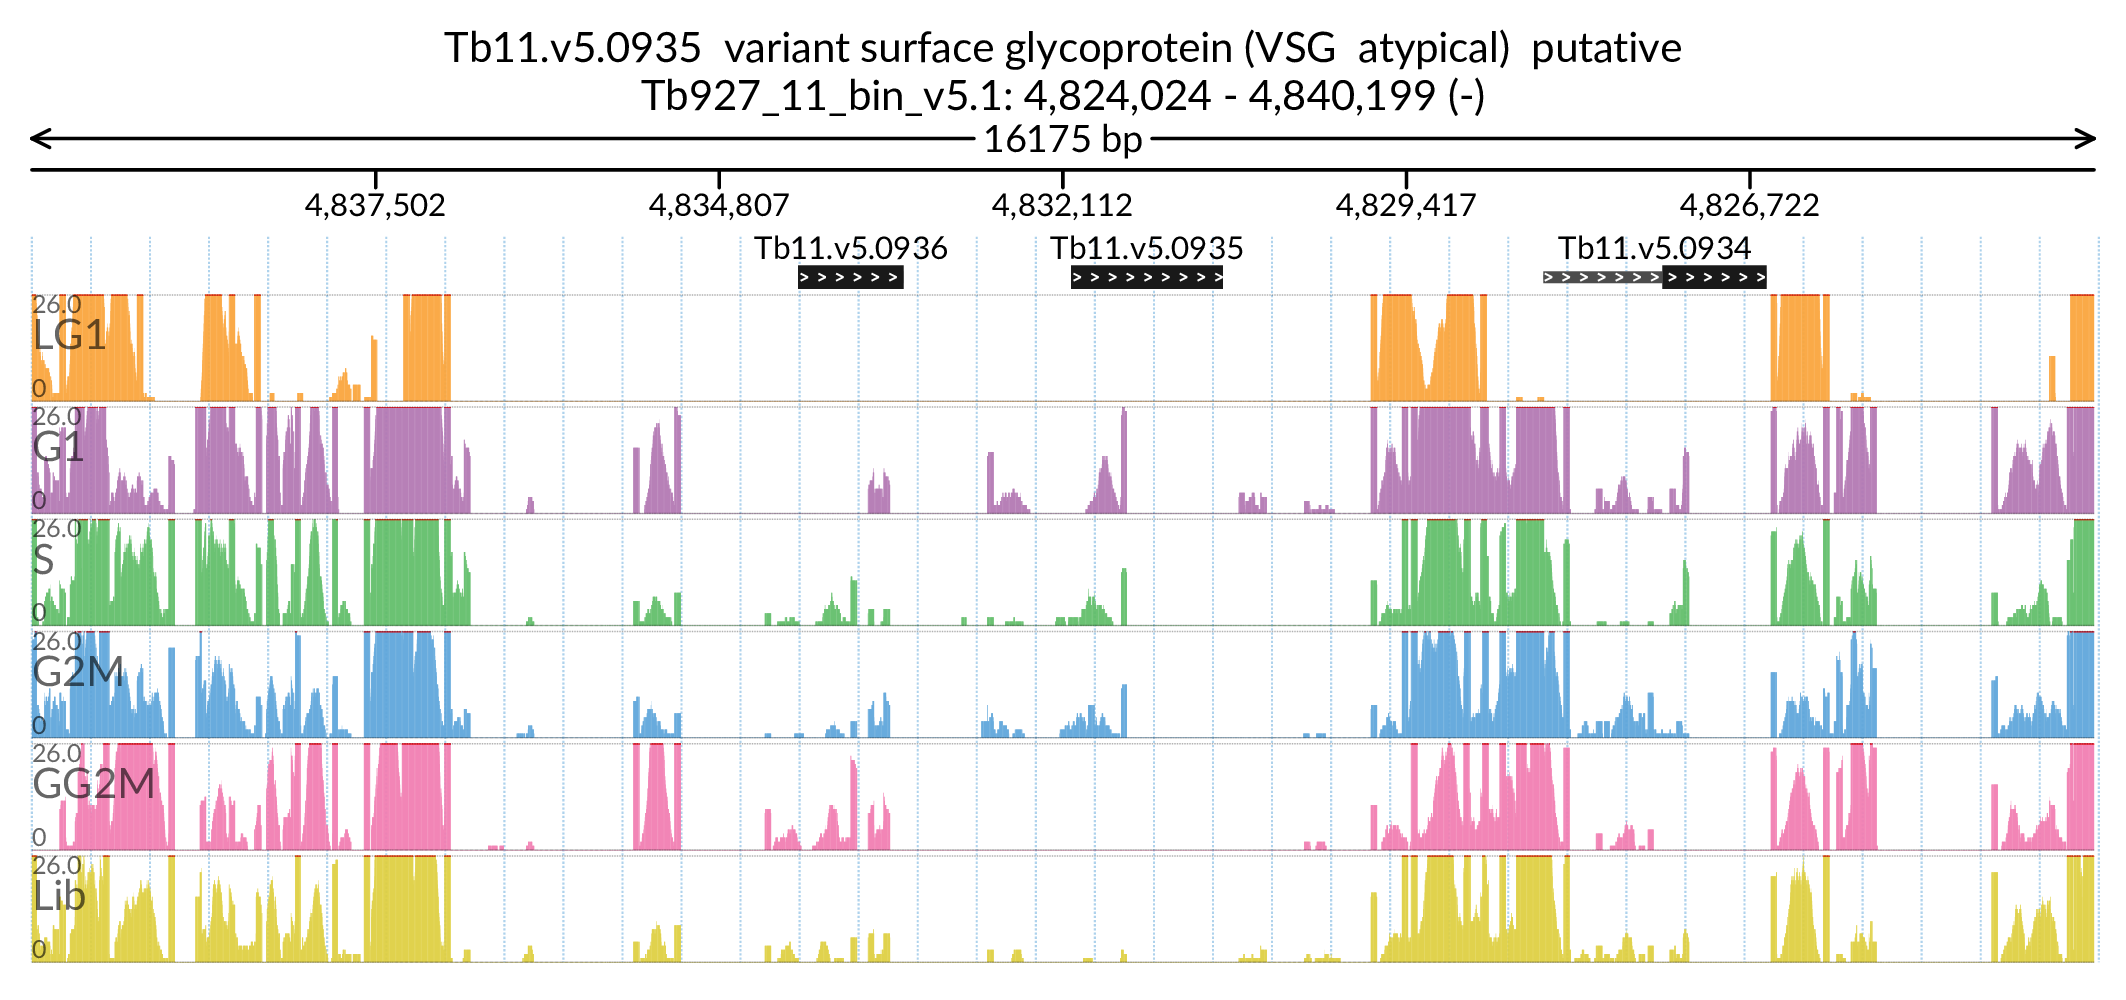 Tb11.v5.0935 variant surface glycoprotein (VSG atypical) putative
Tb927_11_bin_v5.1: 4,824,024 - 4,840,199 (-)
16175 bp
4,837,502 4,834,807 4,832,112 4,829,417 4,826,722
Tb11.v5.0936 Tb11.v5.0935 Tb11.v5.0934
26.0
LG1
0
26.0
G1
0
26.0
S
0
26.0
G2M
0
26.0
GG2M
0
26.0
Lib
0